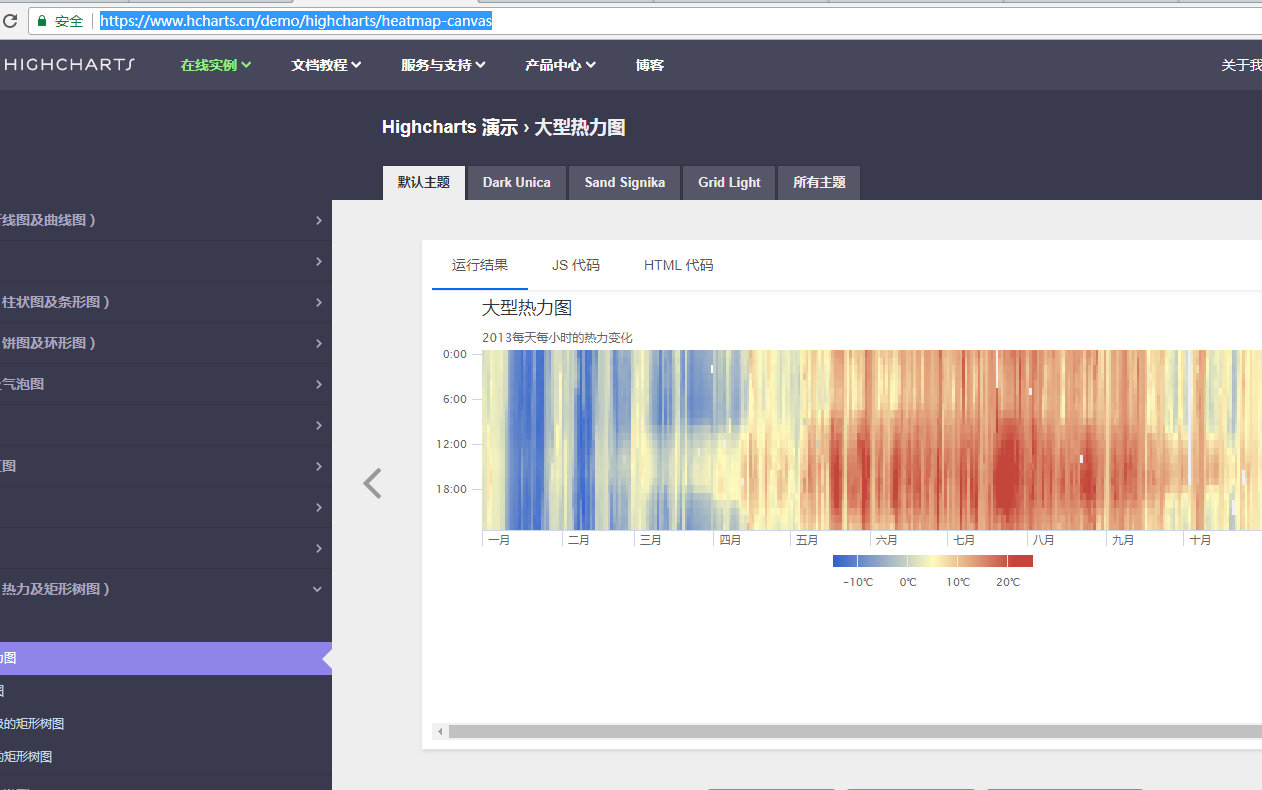 安全 https://www.hcharts.cn/demo/highcharts/heatmap-canvas
HIGHCHARTS 在线实例 文档教程 服务与支持 产品中心 博客 关于我
Highcharts 演示 › 大型热力图
默认主题 Dark Unica Sand Signika Grid Light 所有主题
线图及曲线图 )
柱状图及条形图 )
饼图及环形图 )
气泡图
图
热力及矩形树图 )
图
图
的矩形树图
矩形树图
运行结果 JS 代码 HTML 代码
大型热力图
2013每天每小时的热力变化
0:00
6:00
12:00
18:00
一月 二月 三月 四月 五月 六月 七月 八月 九月 十月
-10℃ 0℃ 10℃ 20℃